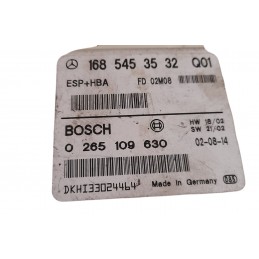 168 545 35 32 Q01
ESP+HBA FD 02M08
BOSCH HW 18/02
SW 21/02
0 265 109 630 02-08-14
DKHI33024464
Made in Germany